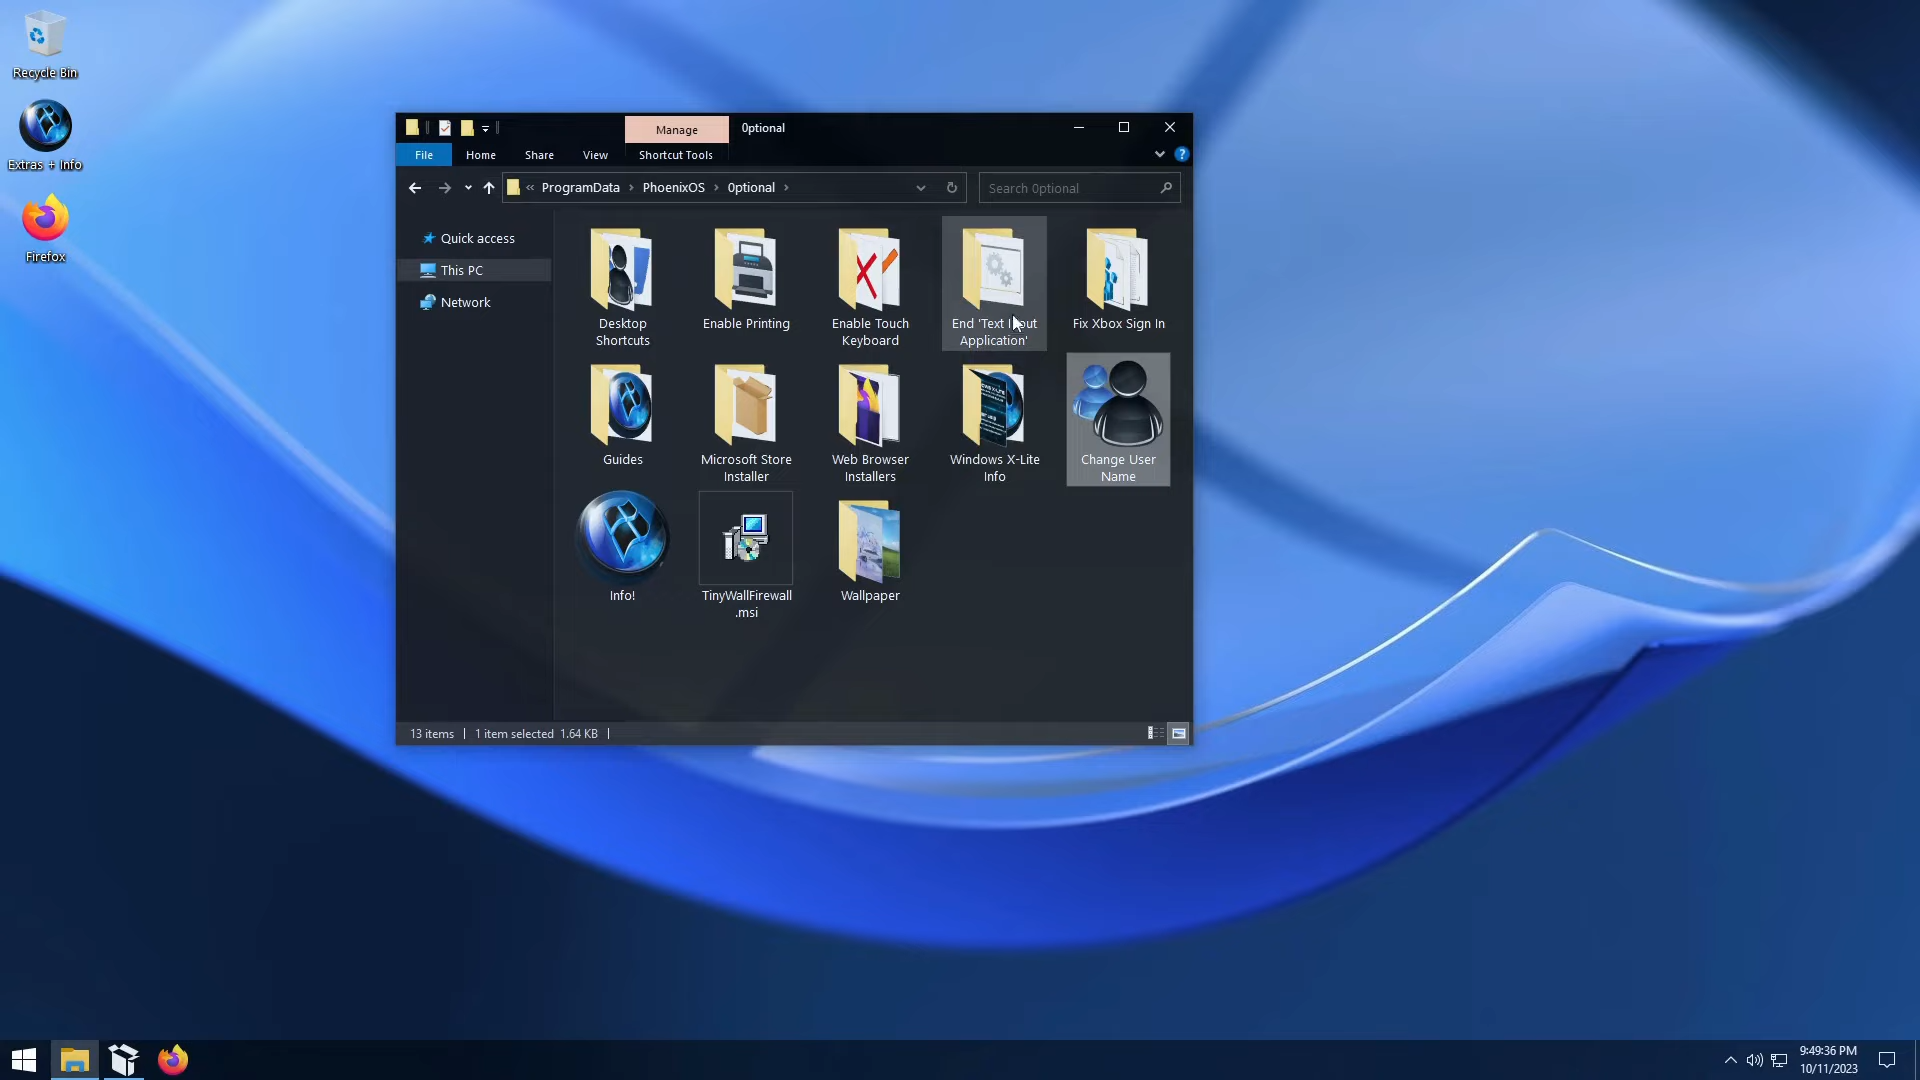 Recycle Bin
Extras + Info
Firefox
Manage
0ptional
File
Home
Share
View
Shortcut Tools
« ProgramData › PhoenixOS › 0ptional ›
Search 0ptional
Quick access
This PC
Network
Desktop
Shortcuts
Enable Printing
Enable Touch
Keyboard
End 'Text Input
Application'
Fix Xbox Sign In
Guides
Microsoft Store
Installer
Web Browser
Installers
Windows X-Lite
Info
Change User
Name
Info!
TinyWallFirewall
.msi
Wallpaper
13 items
1 item selected 1.64 KB
9:49:36 PM
10/11/2023